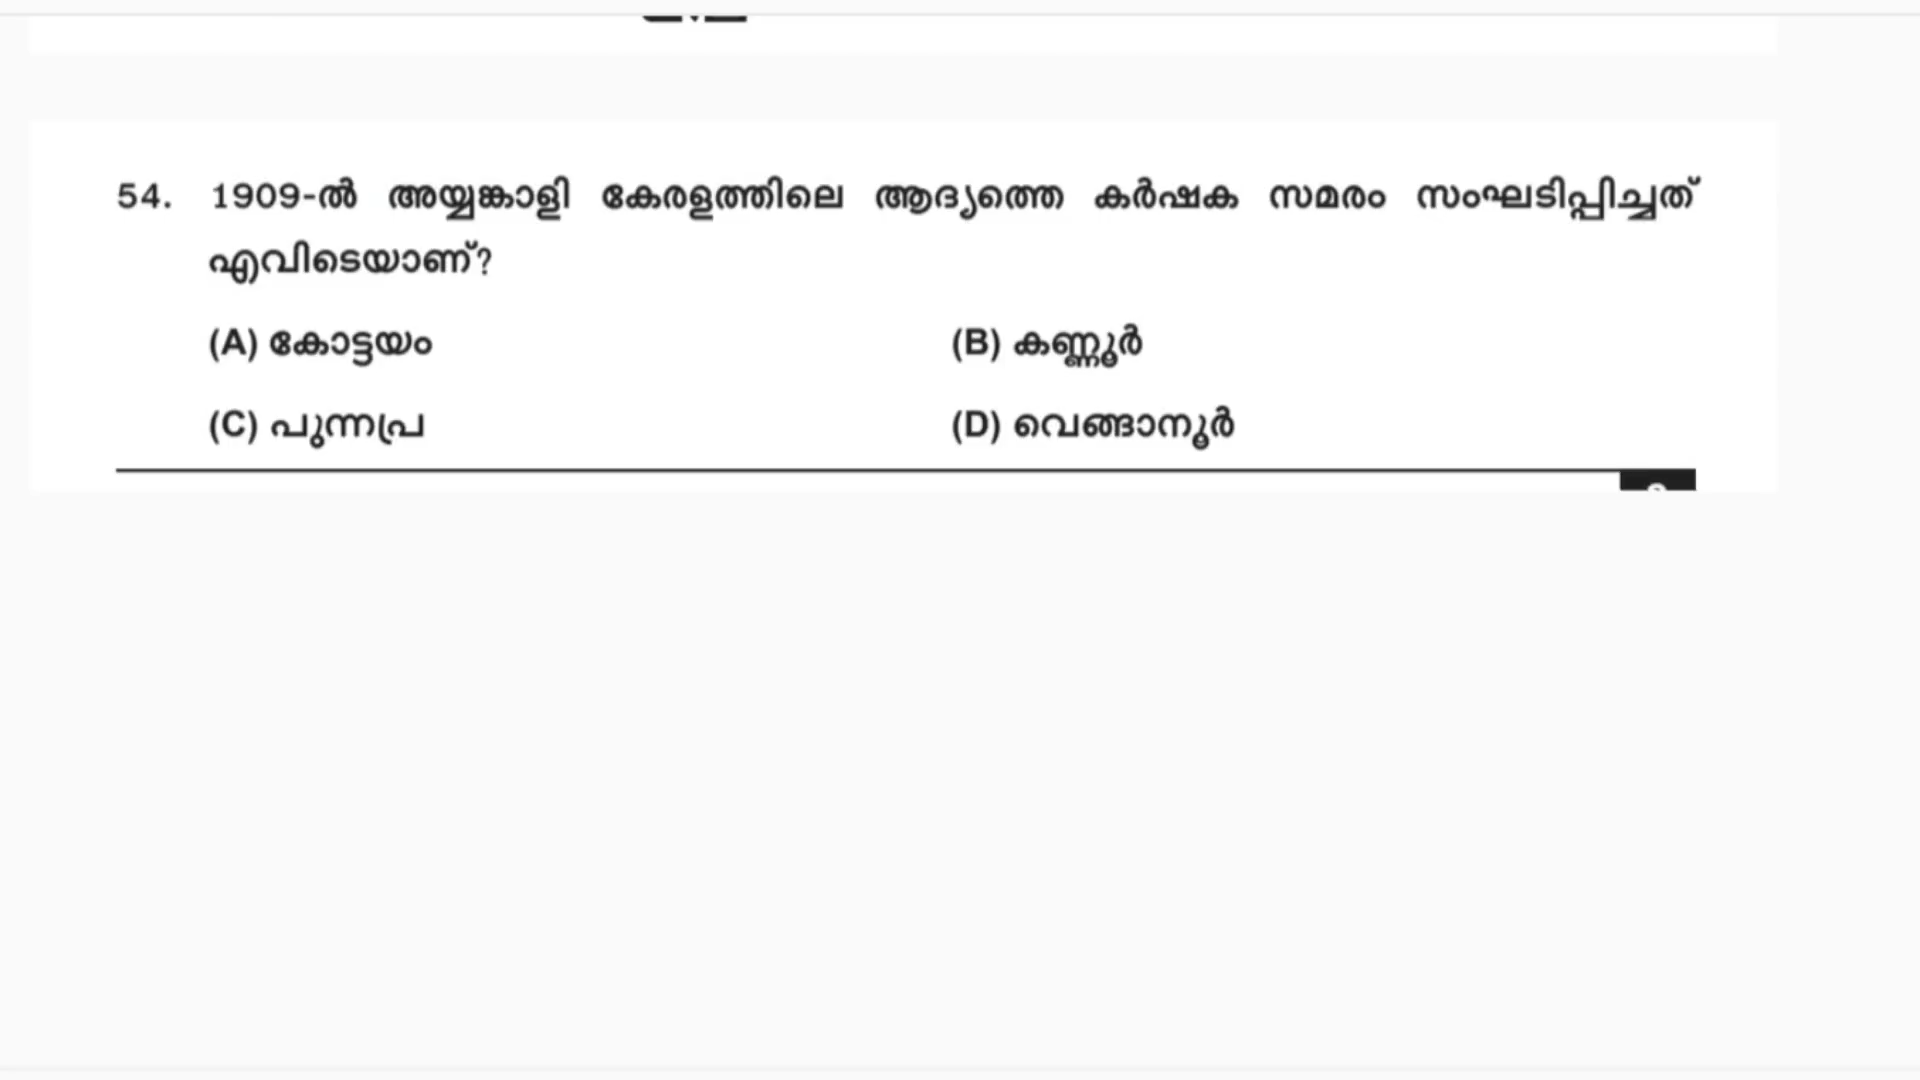 54. 1909-ൽ അയ്യങ്കാളി കേരളത്തിലെ ആദ്യത്തെ കർഷക സമരം സംഘടിപ്പിച്ചത്
എവിടെയാണ്?
(A) കോട്ടയം (B) കണ്ണൂർ
(C) പുന്നപ്ര (D) വെങ്ങാനൂർ